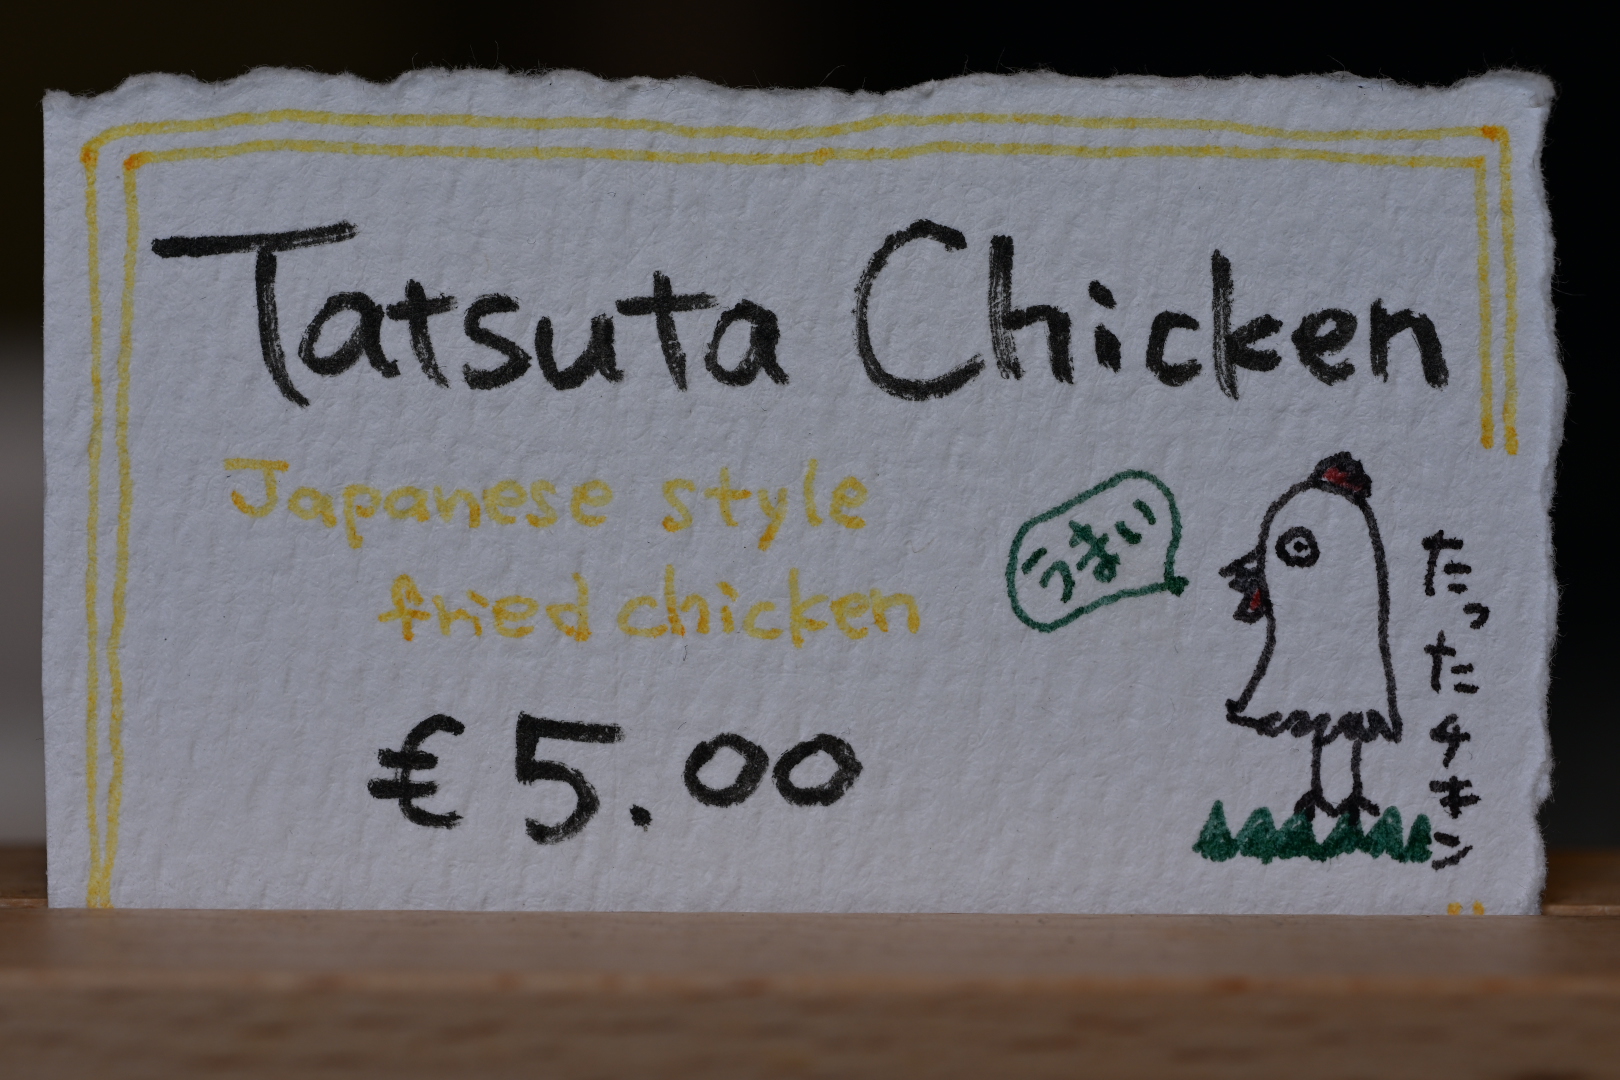 Tatsuta Chicken
Japanese style
fried chicken
€5.00
うまい
たったチキン